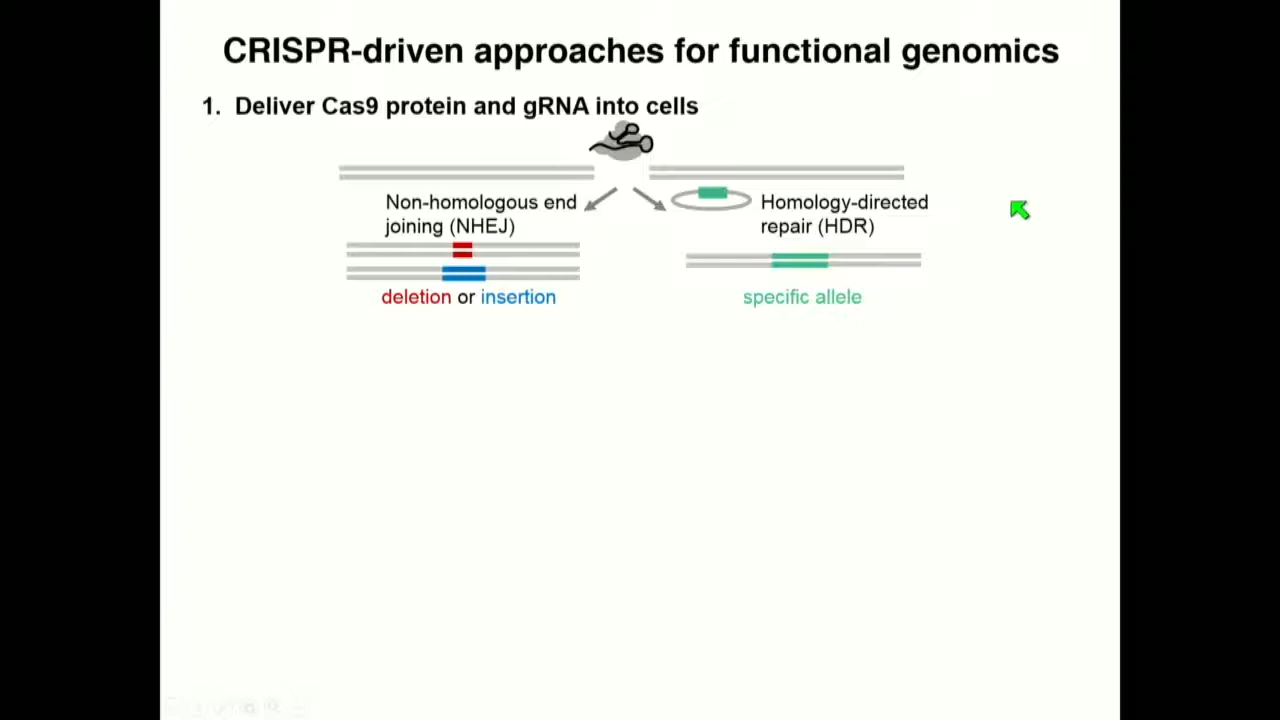 CRISPR-driven approaches for functional genomics
1. Deliver Cas9 protein and gRNA into cells
Non-homologous end
joining (NHEJ)
deletion or insertion
Homology-directed
repair (HDR)
specific allele